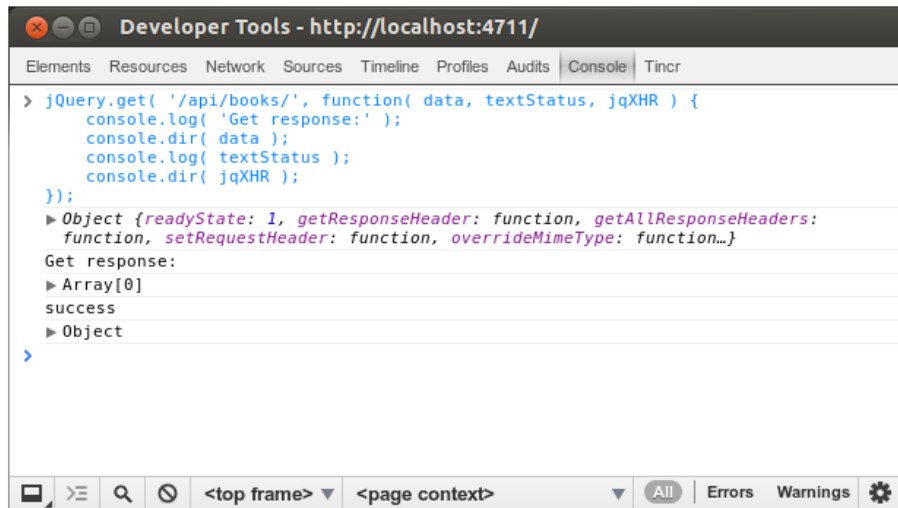 Developer Tools - http://localhost:4711/
Elements Resources Network Sources Timeline Profiles Audits Console Tincr
> jQuery.get( '/api/books/', function( data, textStatus, jqXHR ) {
console.log( 'Get response:' );
console.dir( data );
console.log( textStatus );
console.dir( jqXHR );
});
▶ Object {readyState: 1, getResponseHeader: function, getAllResponseHeaders:
function, setRequestHeader: function, overrideMimeType: function…}
Get response:
▶ Array[0]
success
▶ Object
>
<top frame> ▼ <page context> ▼ All Errors Warnings